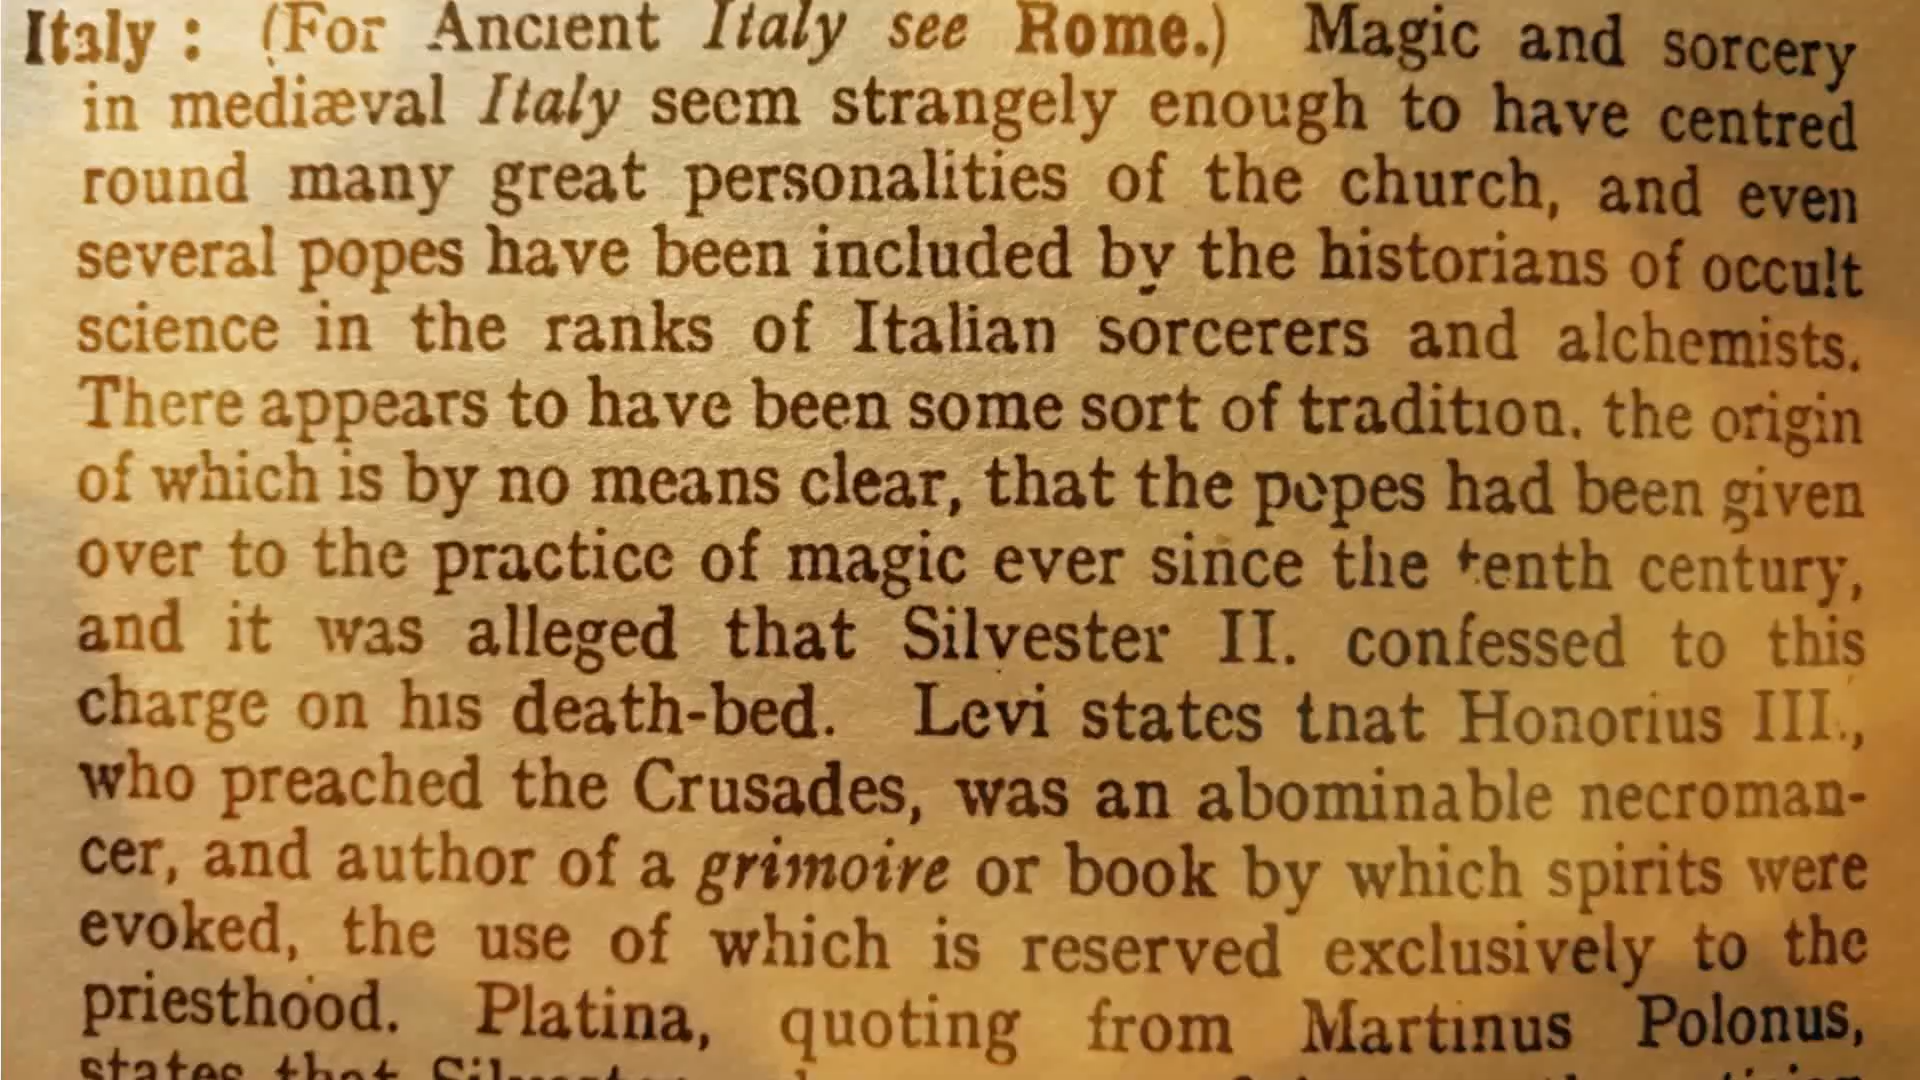 Italy : (For Ancient Italy see Rome.) Magic and sorcery
in mediæval Italy seem strangely enough to have centred
round many great personalities of the church, and even
several popes have been included by the historians of occult
science in the ranks of Italian sorcerers and alchemists.
There appears to have been some sort of tradition, the origin
of which is by no means clear, that the popes had been given
over to the practice of magic ever since the tenth century,
and it was alleged that Silvester II. confessed to this
charge on his death-bed. Levi states that Honorius III.,
who preached the Crusades, was an abominable necroman-
cer, and author of a grimoire or book by which spirits were
evoked, the use of which is reserved exclusively to the
priesthood. Platina, quoting from Martinus Polonus,
states that Silvester